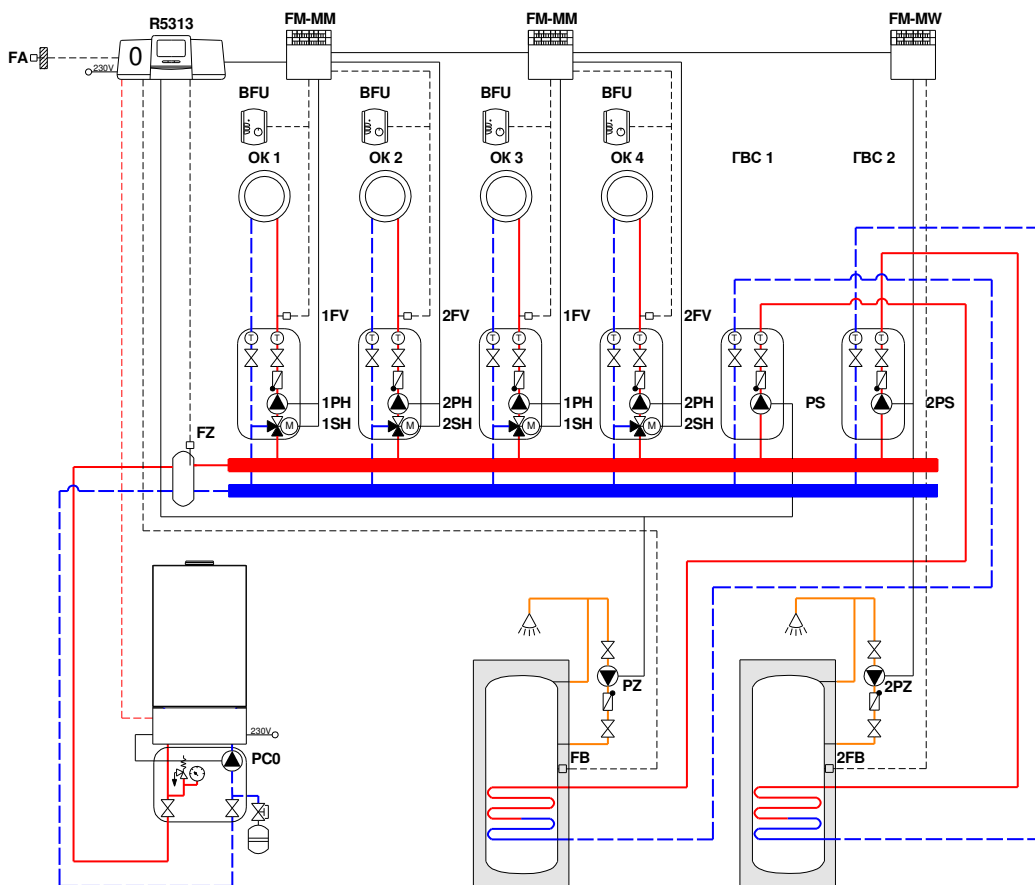 R5313 FM-MM FM-MM FM-MW
FA 0
230V
BFU BFU BFU BFU
ОК 1 ОК 2 ОК 3 ОК 4 ГВС 1 ГВС 2
1FV 2FV 1FV 2FV
T T T T T T T T T T T T
1PH 2PH 1PH 2PH PS 2PS
M 1SH M 2SH M 1SH M 2SH
FZ
PZ 2PZ
230V
PC0 FB 2FB